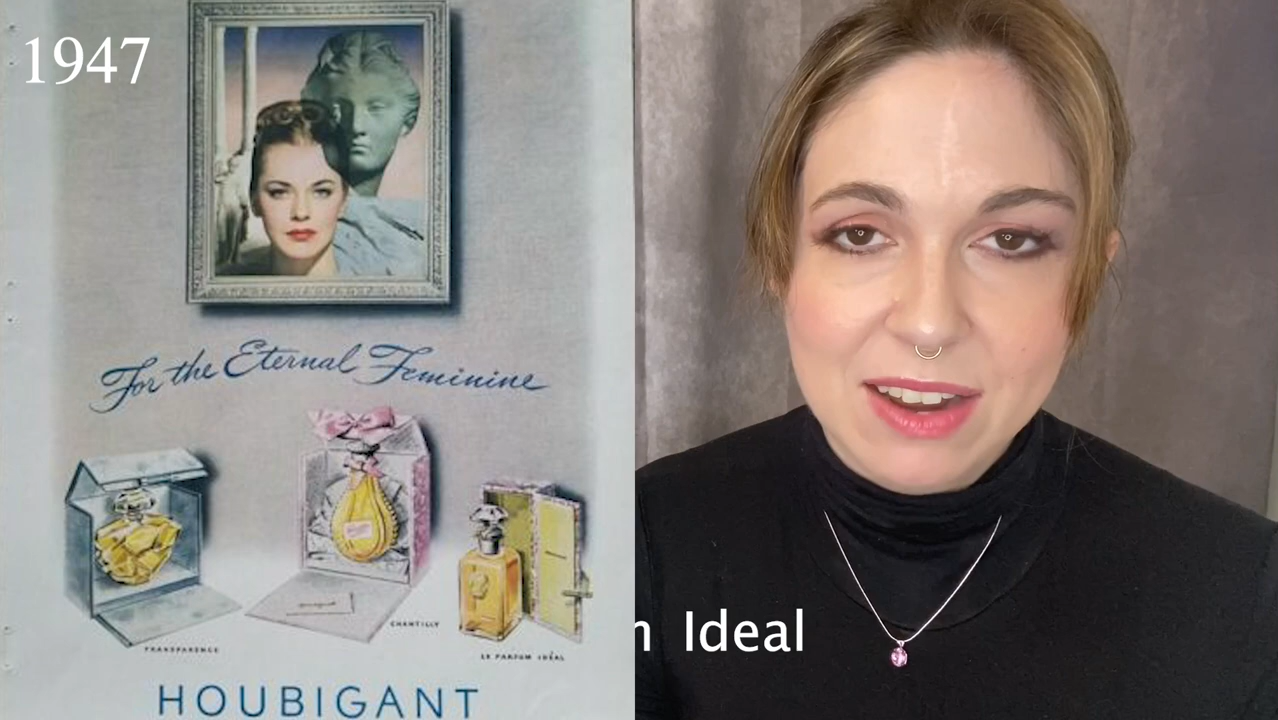 1947
For the Eternal Feminine
CHANTILLY
TRANSPARENCE
LE PARFUM IDÉAL
HOUBIGANT
Ideal